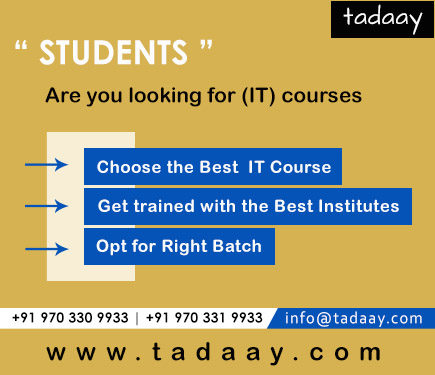 tadaay
“ STUDENTS ”
Are you looking for (IT) courses
Choose the Best IT Course
Get trained with the Best Institutes
Opt for Right Batch
+91 970 330 9933 | +91 970 331 9933 info@tadaay.com
www.tadaay.com